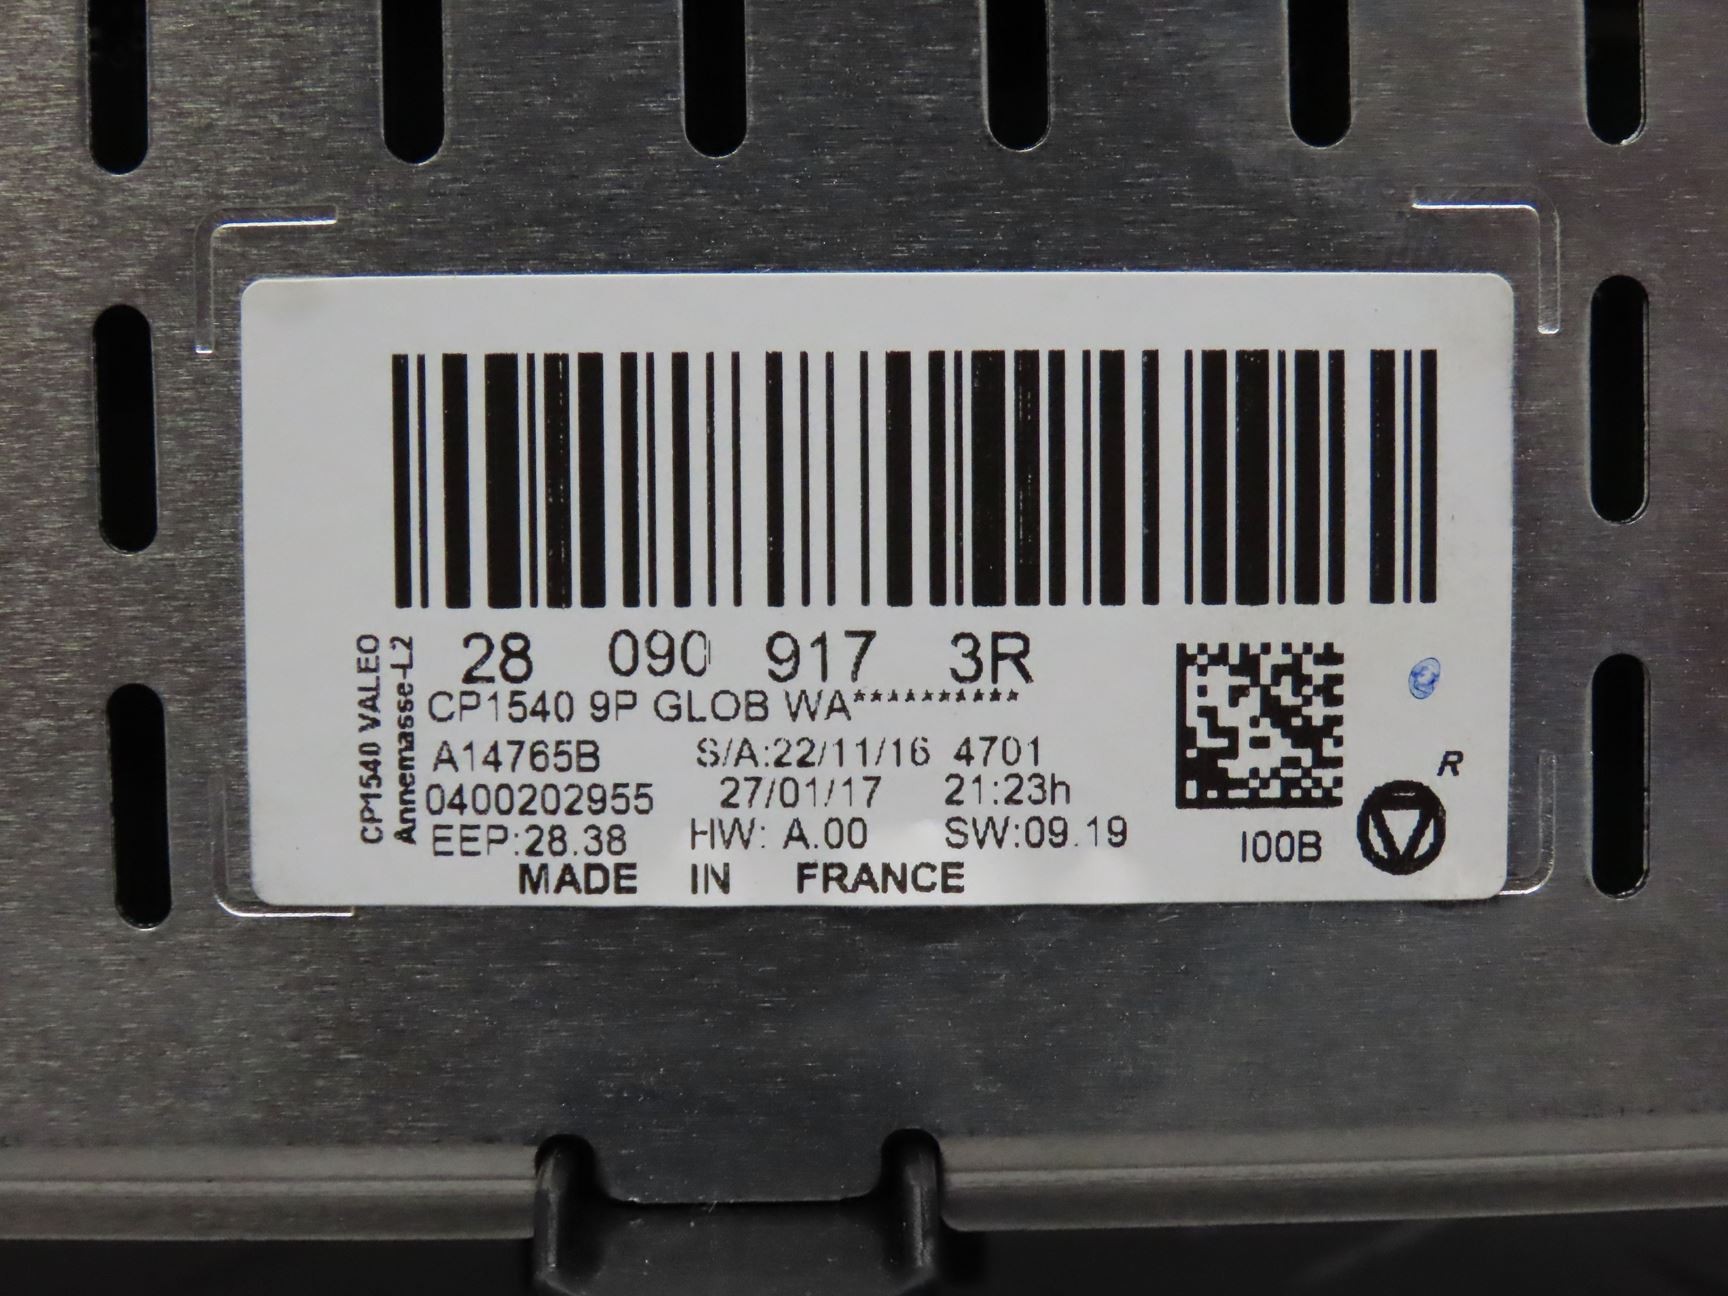 28 090 917 3R
CP1540 9P GLOB WA**********
A14765B S/A:22/11/16 4701
0400202955 27/01/17 21:23h
EEP:28.38 HW: A.00 SW:09.19
MADE IN FRANCE
CP1540 VALEO
Annemasse-L2
R
I00B